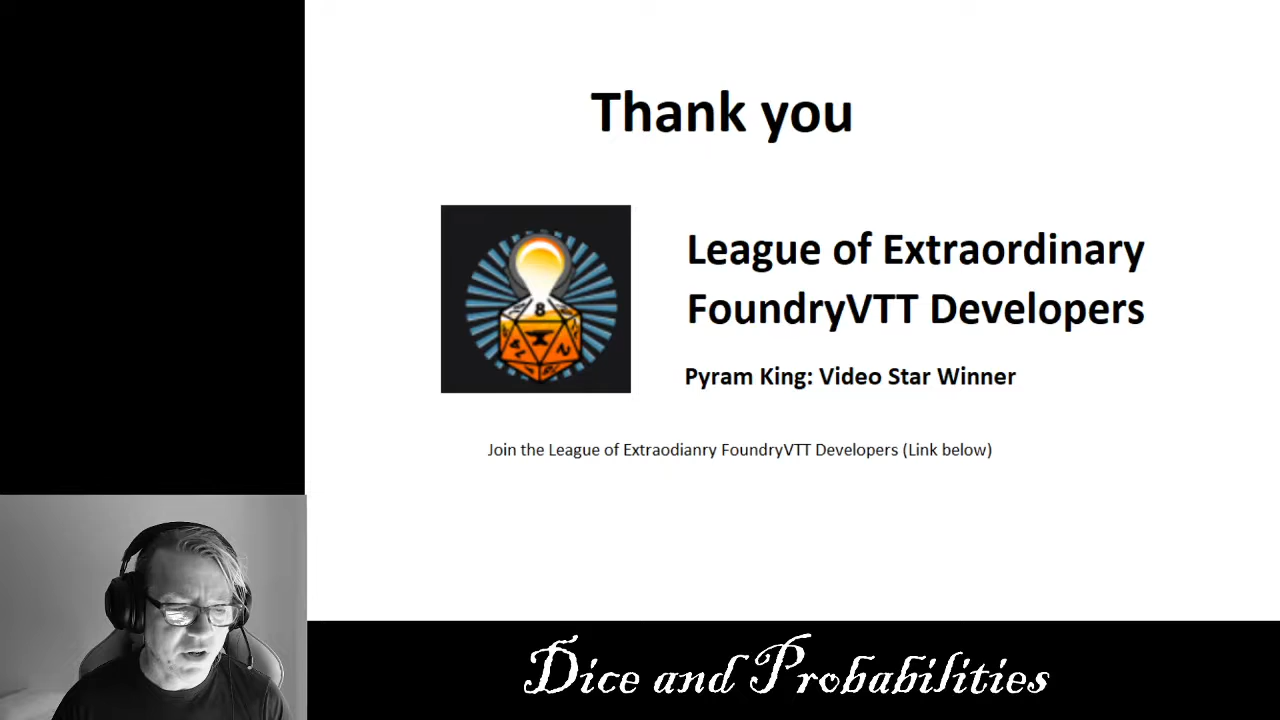 Thank you
League of Extraordinary
FoundryVTT Developers
Pyram King: Video Star Winner
Join the League of Extraodianry FoundryVTT Developers (Link below)
8
Dice and Probabilities